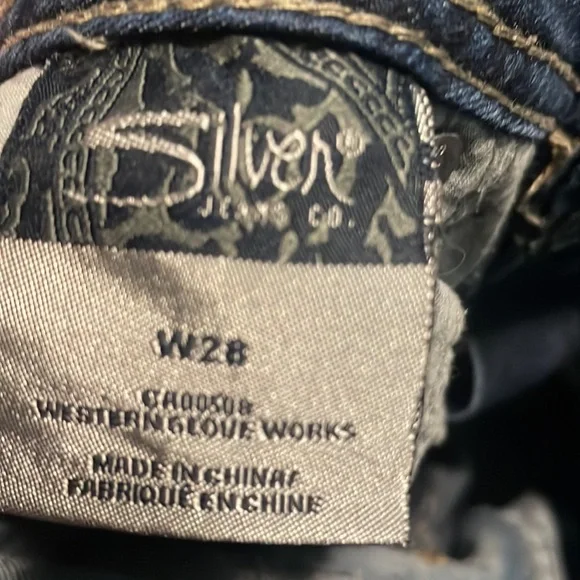 Silver®
JEANS CO.
W28
CA00508
WESTERN GLOVE WORKS
MADE IN CHINA/
FABRIQUÉ EN CHINE